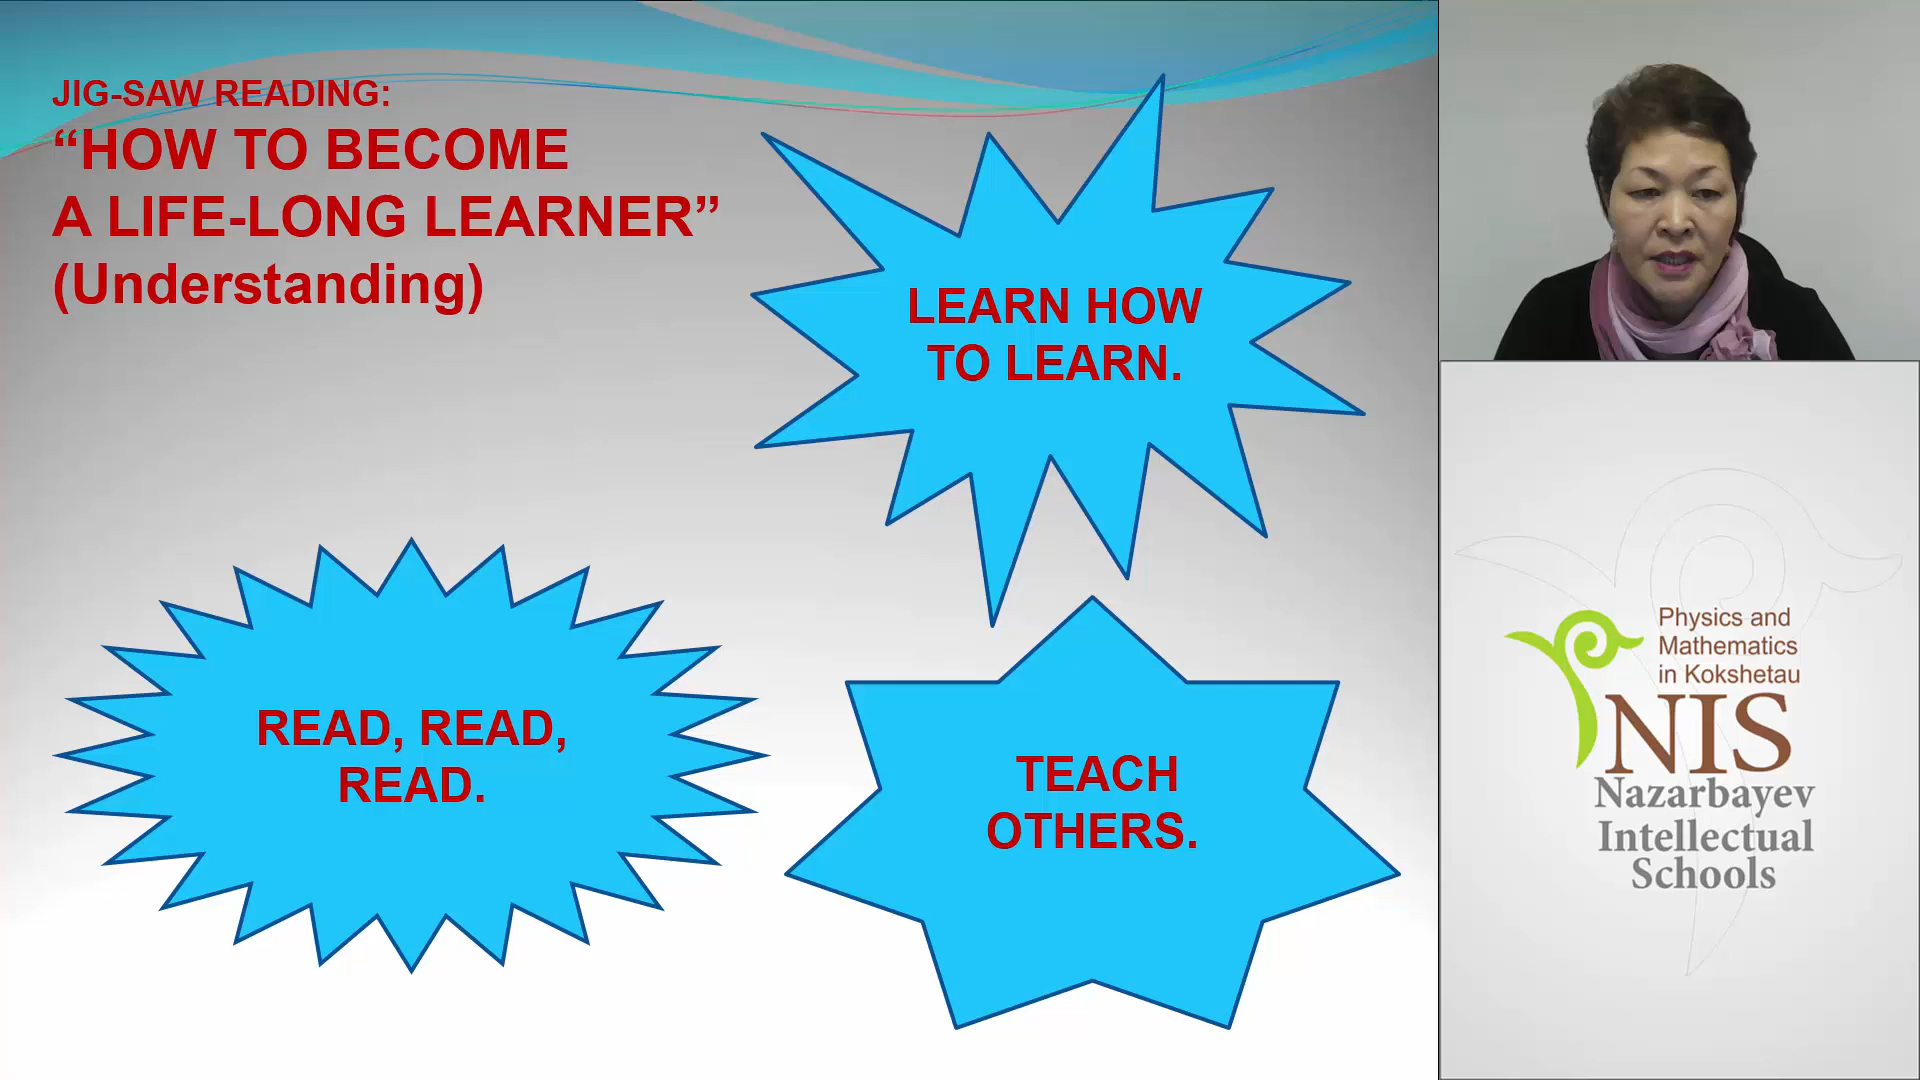 JIG-SAW READING:
“HOW TO BECOME
A LIFE-LONG LEARNER”
(Understanding)
LEARN HOW
TO LEARN.
READ, READ,
READ.
TEACH
OTHERS.
Physics and
Mathematics
in Kokshetau
NIS
Nazarbayev
Intellectual
Schools